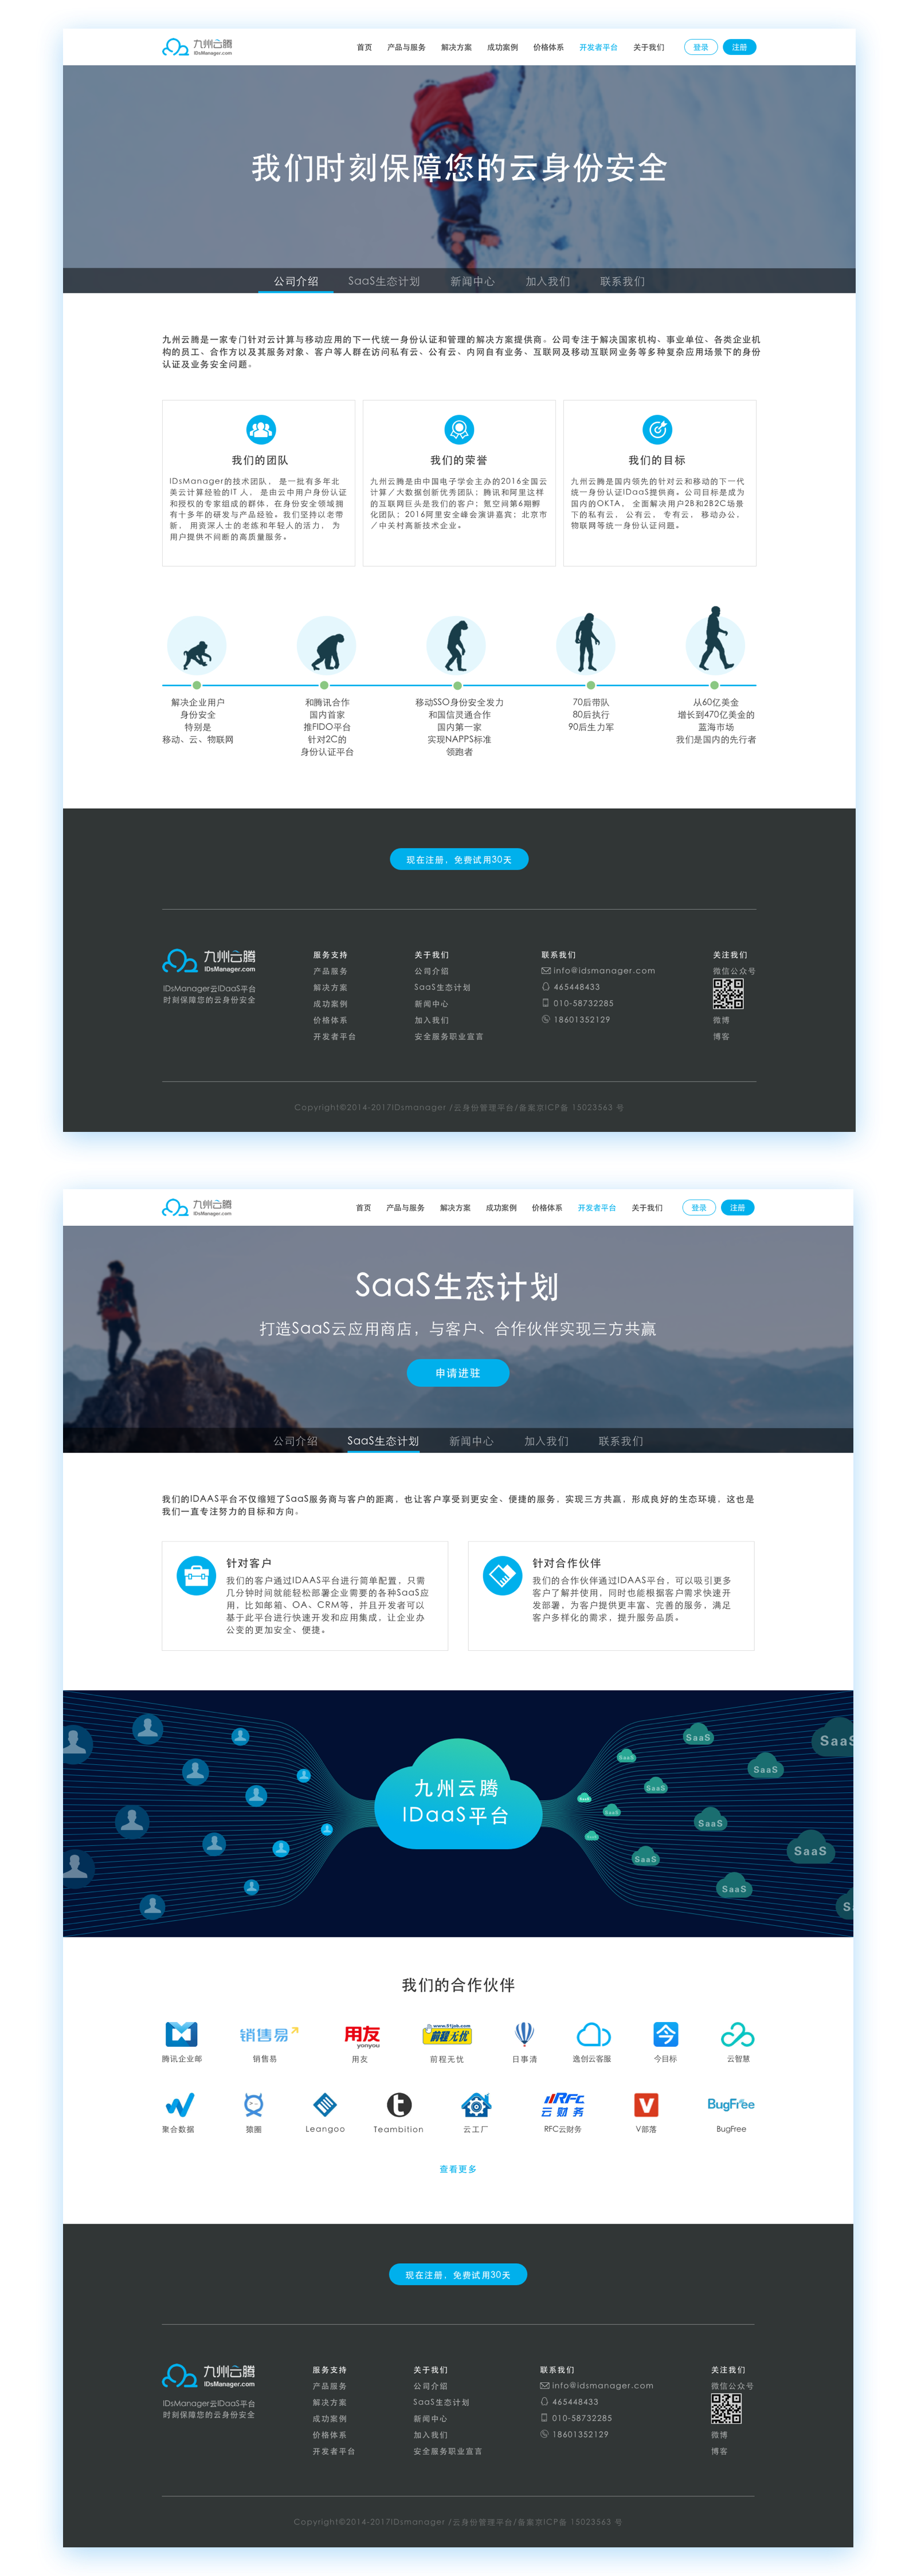 九州云腾
IDsManager.com
首页 产品与服务 解决方案 成功案例 价格体系 开发者平台 关于我们 登录 注册
我们时刻保障您的云身份安全
公司介绍 SaaS生态计划 新闻中心 加入我们 联系我们
九州云腾是一家专门针对云计算与移动应用的下一代统一身份认证和管理的解决方案提供商。公司专注于解决国家机构、事业单位、各类企业机
构的员工、合作方以及其服务对象、客户等人群在访问私有云、公有云、内网自有业务、互联网及移动互联网业务等多种复杂应用场景下的身份
认证及业务安全问题。
我们的团队
IDsManager的技术团队， 是一批有多年北
美云计算经验的IT 人， 是由云中用户身份认证
和授权的专家组成的群体，在身份安全领域拥
有十多年的研发与产品经验。我们坚持以老带
新， 用资深人士的老练和年轻人的活力， 为
用户提供不间断的高质量服务。
我们的荣誉
九州云腾是由中国电子学会主办的2016全国云
计算／大数据创新优秀团队；腾讯和阿里这样
的互联网巨头是我们的客户；氪空间第6期孵
化团队；2016阿里安全峰会演讲嘉宾；北京市
／中关村高新技术企业。
我们的目标
九州云腾是国内领先的针对云和移动的下一代
统一身份认证IDaaS提供商。公司目标是成为
国内的OKTA， 全面解决用户2B和2B2C场景
下的私有云， 公有云， 专有云， 移动办公，
物联网等统一身份认证问题。
解决企业用户
身份安全
特别是
移动、云、物联网
和腾讯合作
国内首家
推FIDO平台
针对2C的
身份认证平台
移动SSO身份安全发力
和国信灵通合作
国内第一家
实现NAPPS标准
领跑者
70后带队
80后执行
90后生力军
从60亿美金
增长到470亿美金的
蓝海市场
我们是国内的先行者
现在注册，免费试用30天
九州云腾
IDsManager.com
IDsManager云IDaaS平台
时刻保障您的云身份安全
服务支持
产品服务
解决方案
成功案例
价格体系
开发者平台
关于我们
公司介绍
SaaS生态计划
新闻中心
加入我们
安全服务职业宣言
联系我们
info@idsmanager.com
465448433
010-58732285
18601352129
关注我们
微信公众号
微博
博客
Copyright©2014-2017IDsmanager /云身份管理平台/备案京ICP备 15023563 号
九州云腾
IDsManager.com
首页 产品与服务 解决方案 成功案例 价格体系 开发者平台 关于我们 登录 注册
SaaS生态计划
打造SaaS云应用商店，与客户、合作伙伴实现三方共赢
申请进驻
公司介绍 SaaS生态计划 新闻中心 加入我们 联系我们
我们的IDAAS平台不仅缩短了SaaS服务商与客户的距离，也让客户享受到更安全、便捷的服务，实现三方共赢，形成良好的生态环境，这也是
我们一直专注努力的目标和方向。
针对客户
我们的客户通过IDAAS平台进行简单配置，只需
几分钟时间就能轻松部署企业需要的各种SaaS应
用，比如邮箱、OA、CRM等，并且开发者可以
基于此平台进行快速开发和应用集成，让企业办
公变的更加安全、便捷。
针对合作伙伴
我们的合作伙伴通过IDAAS平台，可以吸引更多
客户了解并使用，同时也能根据客户需求快速开
发部署，为客户提供更丰富、完善的服务，满足
客户多样化的需求，提升服务品质。
九州云腾
IDaaS平台
SaaS
SaaS
SaaS
SaaS
SaaS
SaaS
SaaS
SaaS
SaaS
SaaS
SaaS
SaaS
S
我们的合作伙伴
销售易
用友
yonyou
www.51job.com
前程无忧
今
腾讯企业邮 销售易 用友 前程无忧 日事清 逸创云客服 今目标 云智慧
t
RFC
云财务
V
BugFree
聚合数据 猿圈 Leangoo Teambition 云工厂 RFC云财务 V部落 BugFree
查看更多
现在注册，免费试用30天
九州云腾
IDsManager.com
IDsManager云IDaaS平台
时刻保障您的云身份安全
服务支持
产品服务
解决方案
成功案例
价格体系
开发者平台
关于我们
公司介绍
SaaS生态计划
新闻中心
加入我们
安全服务职业宣言
联系我们
info@idsmanager.com
465448433
010-58732285
18601352129
关注我们
微信公众号
微博
博客
Copyright©2014-2017IDsmanager /云身份管理平台/备案京ICP备 15023563 号